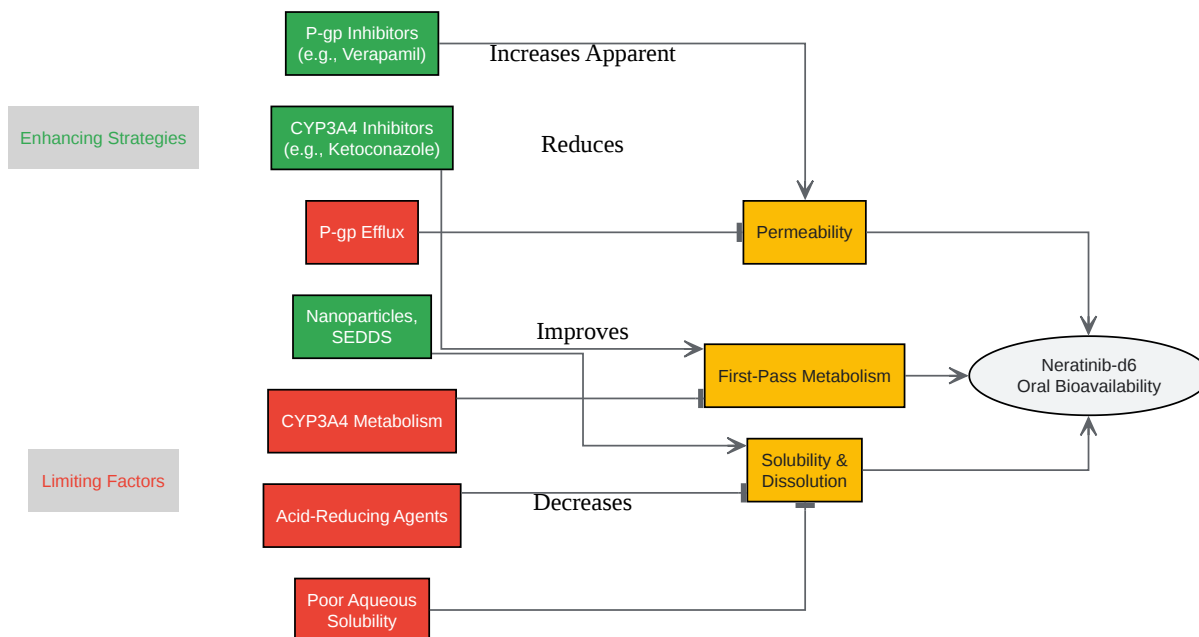 P-gp Inhibitors
(e.g., Verapamil)
Increases Apparent
Enhancing Strategies
CYP3A4 Inhibitors
(e.g., Ketoconazole)
Reduces
P-gp Efflux
Permeability
Nanoparticles,
SEDDS
Improves
First-Pass Metabolism
Neratinib-d6
Oral Bioavailability
CYP3A4 Metabolism
Solubility &
Dissolution
Limiting Factors
Acid-Reducing Agents
Decreases
Poor Aqueous
Solubility